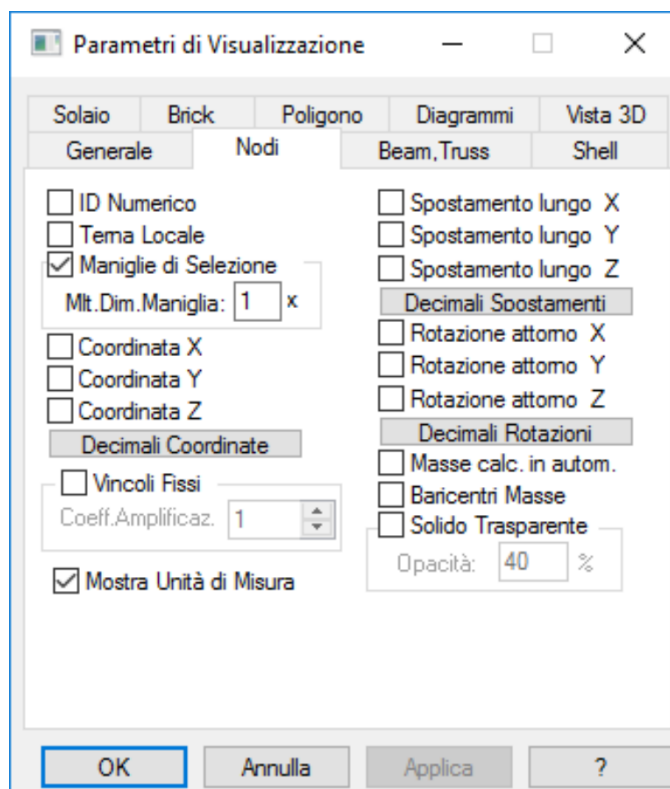 Parametri di Visualizzazione
Solaio Brick Poligono Diagrammi Vista 3D
Generale Nodi Beam,Truss Shell
ID Numerico
Terna Locale
Maniglie di Selezione
Mlt.Dim.Maniglia: 1 x
Coordinata X
Coordinata Y
Coordinata Z
Decimali Coordinate
Vincoli Fissi
Coeff.Amplificaz. 1
Mostra Unità di Misura
Spostamento lungo X
Spostamento lungo Y
Spostamento lungo Z
Decimali Spostamenti
Rotazione attorno X
Rotazione attorno Y
Rotazione attorno Z
Decimali Rotazioni
Masse calc. in autom.
Baricentri Masse
Solido Trasparente
Opacità: 40 %
OK Annulla Applica ?